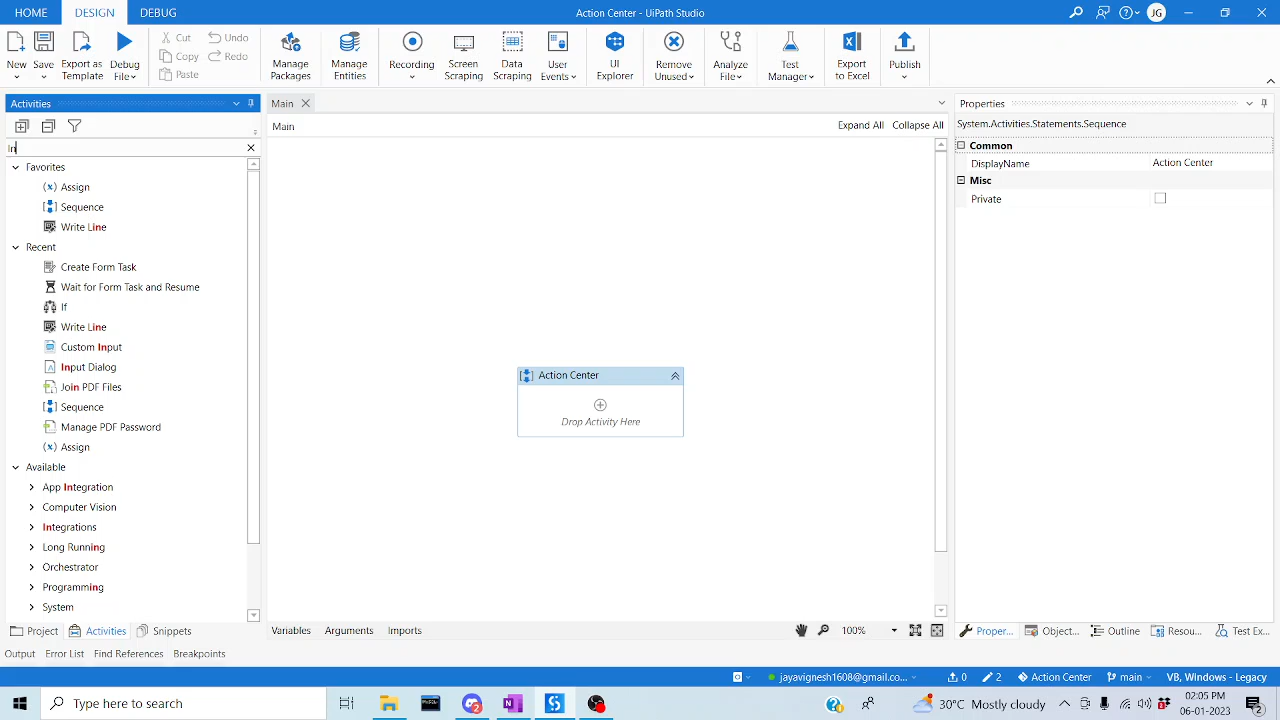 HOME DESIGN DEBUG Action Center - UiPath Studio JG
New Save Export as Template Debug File Cut Copy Paste Undo Redo Manage Packages Manage Entities Recording Screen Scraping Data Scraping User Events UI Explorer Remove Unused Analyze File Test Manager Export to Excel Publish
Activities
In
Favorites
Assign
Sequence
Write Line
Recent
Create Form Task
Wait for Form Task and Resume
If
Write Line
Custom Input
Input Dialog
Join PDF Files
Sequence
Manage PDF Password
Assign
Available
App Integration
Computer Vision
Integrations
Long Running
Orchestrator
Programming
System
Project Activities Snippets
Main
Main Expand All Collapse All
Action Center
Drop Activity Here
Variables Arguments Imports 100%
Properties
System.Activities.Statements.Sequence
Common
DisplayName Action Center
Misc
Private
Proper... Object... Outline Resou... Test Ex...
Output Error List Find References Breakpoints
jayavignesh1608@gmail.co... 0 2 Action Center main VB, Windows - Legacy
Type here to search 30°C Mostly cloudy 02:05 PM
06-01-2023 2